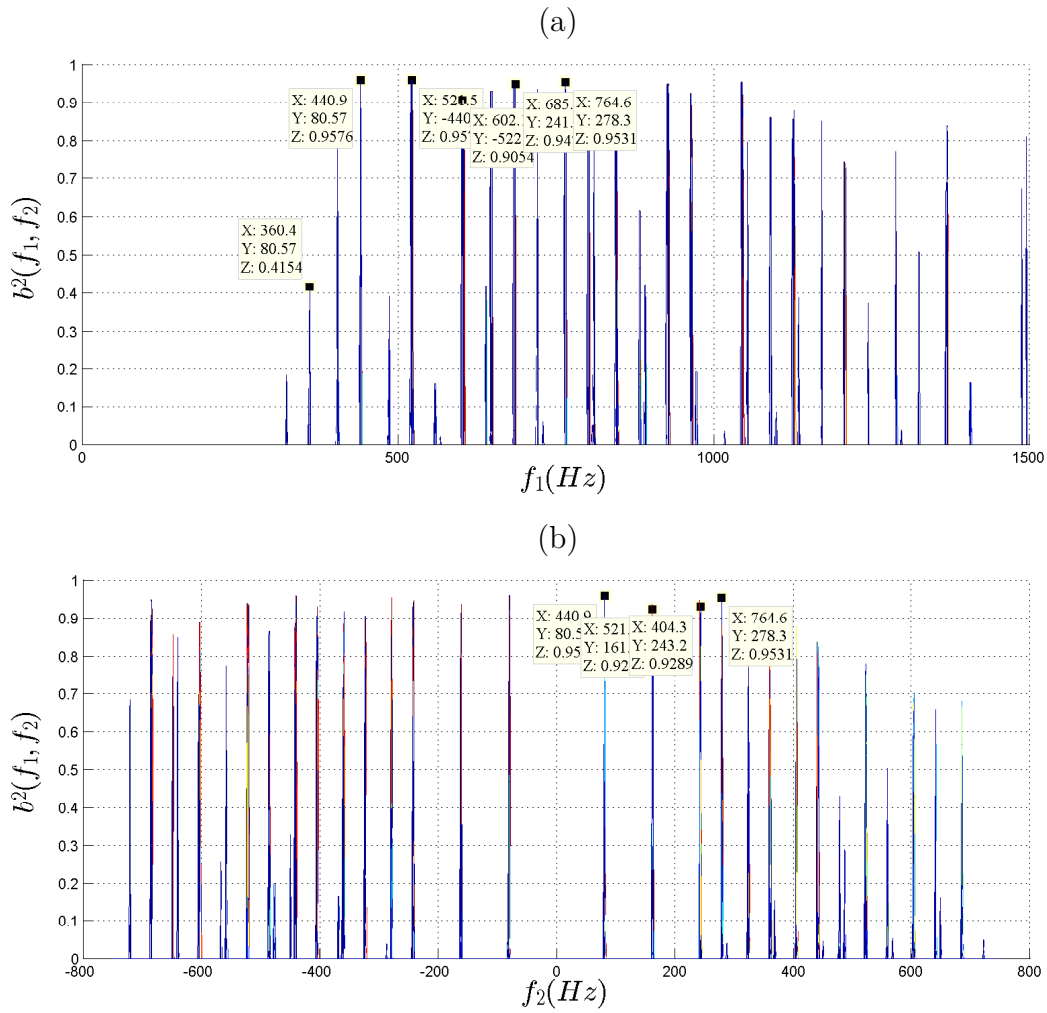 (a)
1
0.9
0.8
0.7
0.6
0.5
0.4
0.3
0.2
0.1
0
b²(f₁, f₂)
X: 360.4
Y: 80.57
Z: 0.4154
X: 440.9
Y: 80.57
Z: 0.9576
Y: -440
X: 602.
Y: -522
Z: 0.9054
X: 685.
Y: 241.
X: 764.6
Y: 278.3
Z: 0.9531
0 500 1000 1500
f₁(Hz)
(b)
1
0.9
0.8
0.7
0.6
0.5
0.4
0.3
0.2
0.1
0
b²(f₁, f₂)
X: 440.9
Y: 80.5
Z: 0.95
X: 521.
Y: 161.
Z: 0.92
X: 404.3
Y: 243.2
Z: 0.9289
X: 764.6
Y: 278.3
Z: 0.9531
-800 -600 -400 -200 0 200 400 600 800
f₂(Hz)